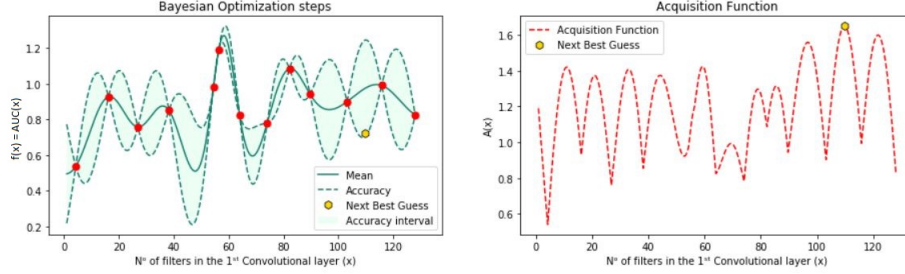 Bayesian Optimization steps
f(x) = AUC(x)
1.2
1.0
0.8
0.6
0.4
0.2
Mean
Accuracy
Next Best Guess
Accuracy interval
0 20 40 60 80 100 120
Nº of filters in the 1ˢᵗ Convolutional layer (x)
Acquisition Function
A(x)
1.6
1.4
1.2
1.0
0.8
0.6
Acquisition Function
Next Best Guess
0 20 40 60 80 100 120
Nº of filters in the 1ˢᵗ Convolutional layer (x)